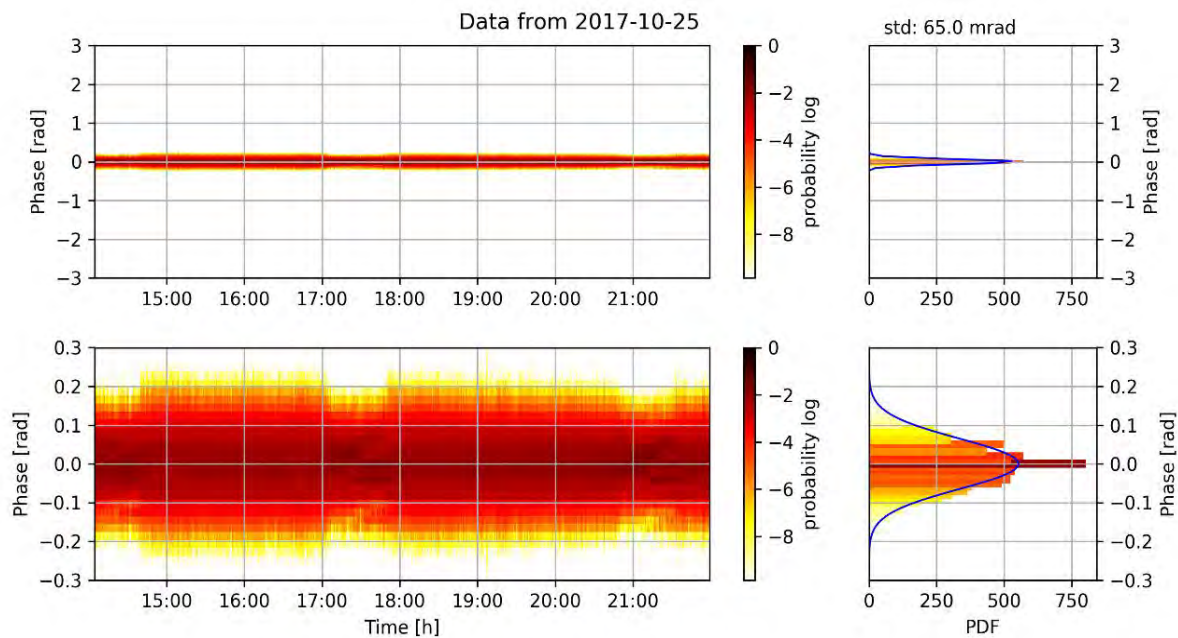 Data from 2017-10-25
std: 65.0 mrad
3
2
1
0
−1
−2
−3
Phase [rad]
15:00 16:00 17:00 18:00 19:00 20:00 21:00
0
−2
−4
−6
−8
probability log
0 250 500 750
3
2
1
0
−1
−2
−3
Phase [rad]
0.3
0.2
0.1
0.0
−0.1
−0.2
−0.3
Phase [rad]
15:00 16:00 17:00 18:00 19:00 20:00 21:00
Time [h]
0
−2
−4
−6
−8
probability log
0 250 500 750
PDF
0.3
0.2
0.1
0.0
−0.1
−0.2
−0.3
Phase [rad]